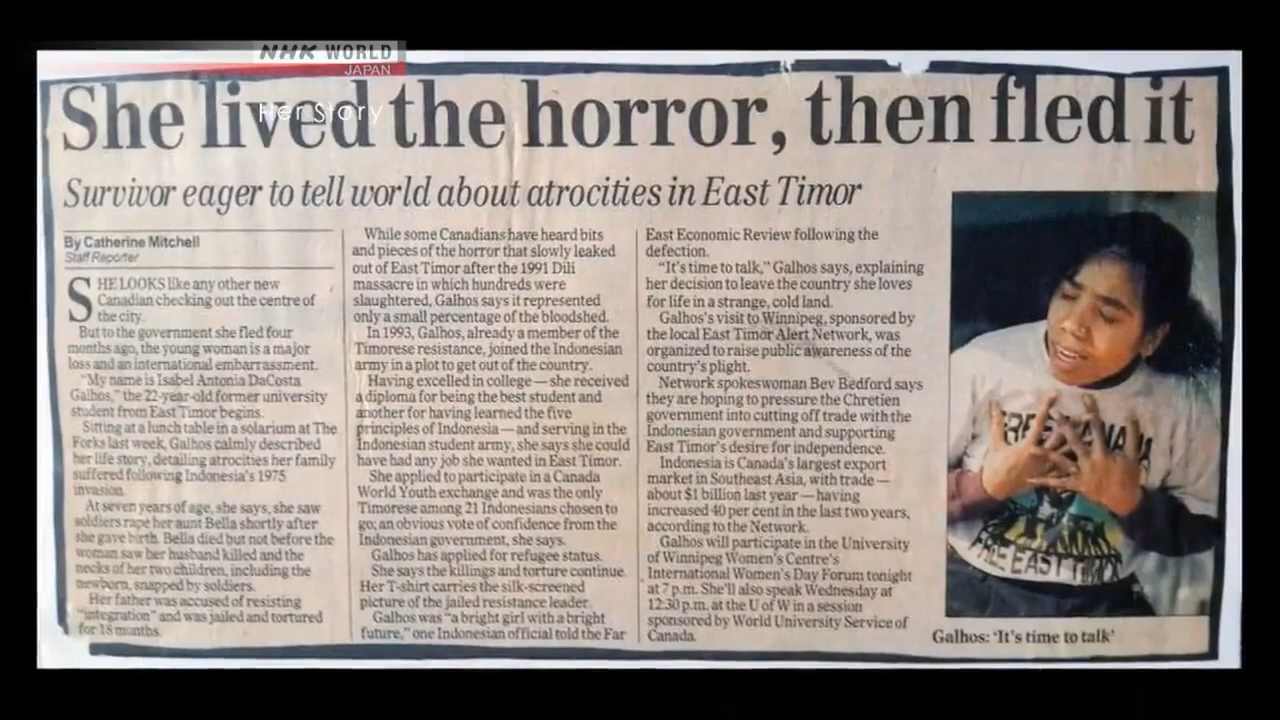 NHK WORLD
JAPAN
Her Story
She lived the horror, then fled it
Survivor eager to tell world about atrocities in East Timor
By Catherine Mitchell
Staff Reporter
SHE LOOKS like any other new
Canadian checking out the centre of
the city.
But to the government she fled four
months ago, the young woman is a major
loss and an international embarrassment.
"My name is Isabel Antonia DaCosta
Galhos," the 22-year-old former university
student from East Timor begins.
Sitting at a lunch table in a solarium at The
Forks last week, Galhos calmly described
her life story, detailing atrocities her family
suffered following Indonesia's 1975
invasion.
At seven years of age, she says, she saw
soldiers rape her aunt Bella shortly after
she gave birth. Bella died but not before the
woman saw her husband killed and the
necks of her two children, including the
newborn, snapped by soldiers.
Her father was accused of resisting
"integration" and was jailed and tortured
for 18 months.
While some Canadians have heard bits
and pieces of the horror that slowly leaked
out of East Timor after the 1991 Dili
massacre in which hundreds were
slaughtered, Galhos says it represented
only a small percentage of the bloodshed.
In 1993, Galhos, already a member of the
Timorese resistance, joined the Indonesian
army in a plot to get out of the country.
Having excelled in college — she received
a diploma for being the best student and
another for having learned the five
principles of Indonesia — and serving in the
Indonesian student army, she says she could
have had any job she wanted in East Timor.
She applied to participate in a Canada
World Youth exchange and was the only
Timorese among 21 Indonesians chosen to
go; an obvious vote of confidence from the
Indonesian government, she says.
Galhos has applied for refugee status.
She says the killings and torture continue.
Her T-shirt carries the silk-screened
picture of the jailed resistance leader.
Galhos was "a bright girl with a bright
future," one Indonesian official told the Far
East Economic Review following the
defection.
"It's time to talk," Galhos says, explaining
her decision to leave the country she loves
for life in a strange, cold land.
Galhos's visit to Winnipeg, sponsored by
the local East Timor Alert Network, was
organized to raise public awareness of the
country's plight.
Network spokeswoman Bev Bedford says
they are hoping to pressure the Chretien
government into cutting off trade with the
Indonesian government and supporting
East Timor's desire for independence.
Indonesia is Canada's largest export
market in Southeast Asia, with trade —
about $1 billion last year — having
increased 40 per cent in the last two years,
according to the Network.
Galhos will participate in the University
of Winnipeg Women's Centre's
International Women's Day Forum tonight
at 7 p.m. She'll also speak Wednesday at
12:30 p.m. at the U of W in a session
sponsored by World University Service of
Canada.
FREE
FREE EAST
Galhos: 'It's time to talk'